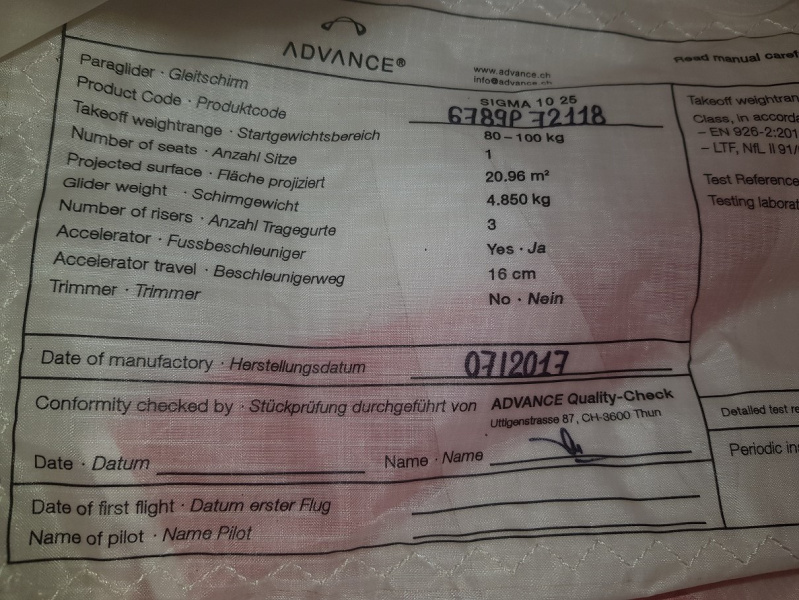 ADVANCE®
www.advance.ch
info@advance.ch
Read manual
Paraglider · Gleitschirm SIGMA 10 25
Product Code · Produktcode 6789P 72118
Takeoff weightrange · Startgewichtsbereich 80 – 100 kg
Number of seats · Anzahl Sitze 1
Projected surface · Fläche projiziert 20.96 m²
Glider weight · Schirmgewicht 4.850 kg
Number of risers · Anzahl Tragegurte 3
Accelerator · Fussbeschleuniger Yes · Ja
Accelerator travel · Beschleunigerweg 16 cm
Trimmer · Trimmer No · Nein
Takeoff
Class, in
– EN 926-2:201
– LTF, NfL II 91/
Test Reference
Testing
Date of manufactory · Herstellungsdatum 07/2017
Conformity checked by · Stückprüfung durchgeführt von ADVANCE Quality-Check
Uttigenstrasse 87, CH-3600 Thun
Date · Datum Name · Name
Detailed test
Periodic
Date of first flight · Datum erster Flug
Name of pilot · Name Pilot